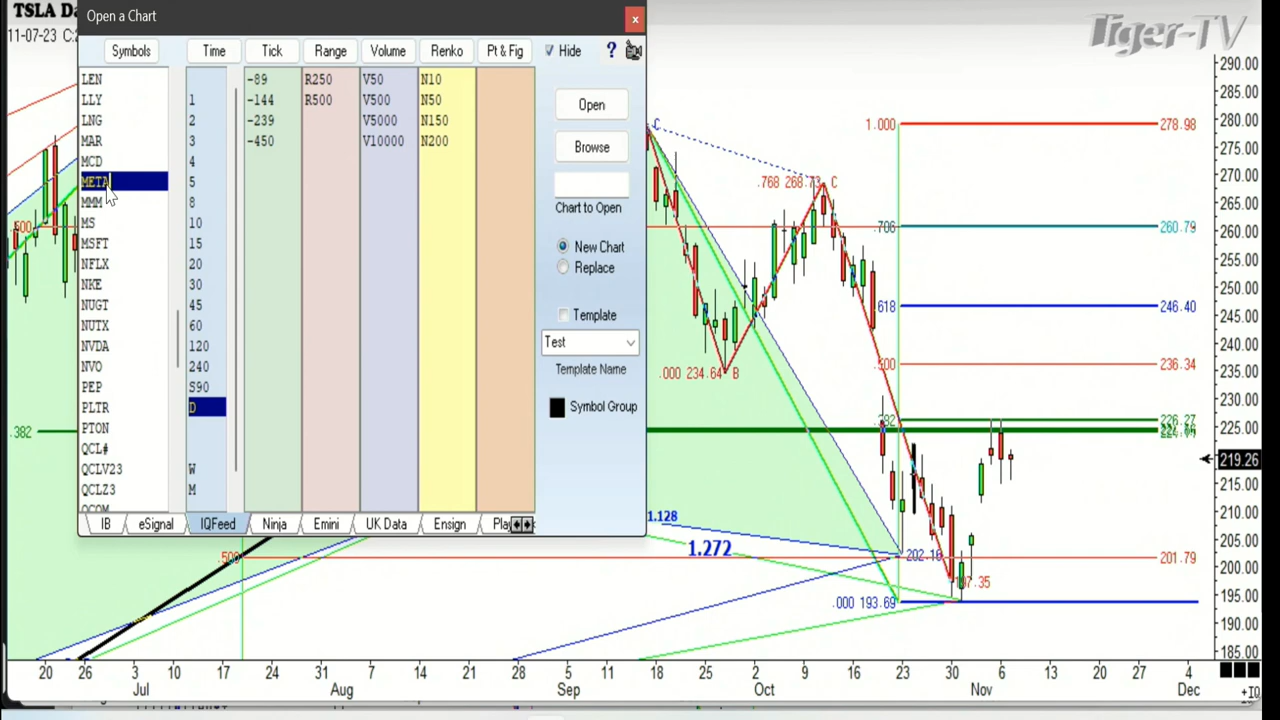 TSLA Da
Open a Chart
11-07-23 C:2
Symbols Time Tick Range Volume Renko Pt & Fig Hide ?
Tiger-TV
LEN
LLY
LNG
MAR
MCD
META
MMM
MS
MSFT
NFLX
NKE
NUGT
NUTX
NVDA
NVO
PEP
PLTR
PTON
QCL#
QCLV23
QCLZ3
QCOM
1
2
3
4
5
8
10
15
20
30
45
60
120
240
S90
D
W
M
-89
-144
-239
-450
R250
R500
V50
V500
V5000
V10000
N10
N50
N150
N200
Open
Browse
Chart to Open
New Chart
Replace
Template
Test
Template Name
Symbol Group
IB eSignal IQFeed Ninja Emini UK Data Ensign
.382
.500
C
.768 268.73 C
.000 234.64 B
1.000 278.98
.706 260.79
.618 246.40
.500 236.34
.382 226.27
1.128
1.272
202.16
197.35
.500 201.79
.000 193.69
290.00
285.00
280.00
275.00
270.00
265.00
260.00
255.00
250.00
245.00
240.00
235.00
230.00
225.00
219.26
215.00
210.00
205.00
200.00
195.00
190.00
185.00
20 26 3 10 17 24 31 7 14 21 28 5 11 18 25 2 9 16 23 30 6 13 20 27 4
Jul Aug Sep Oct Nov Dec